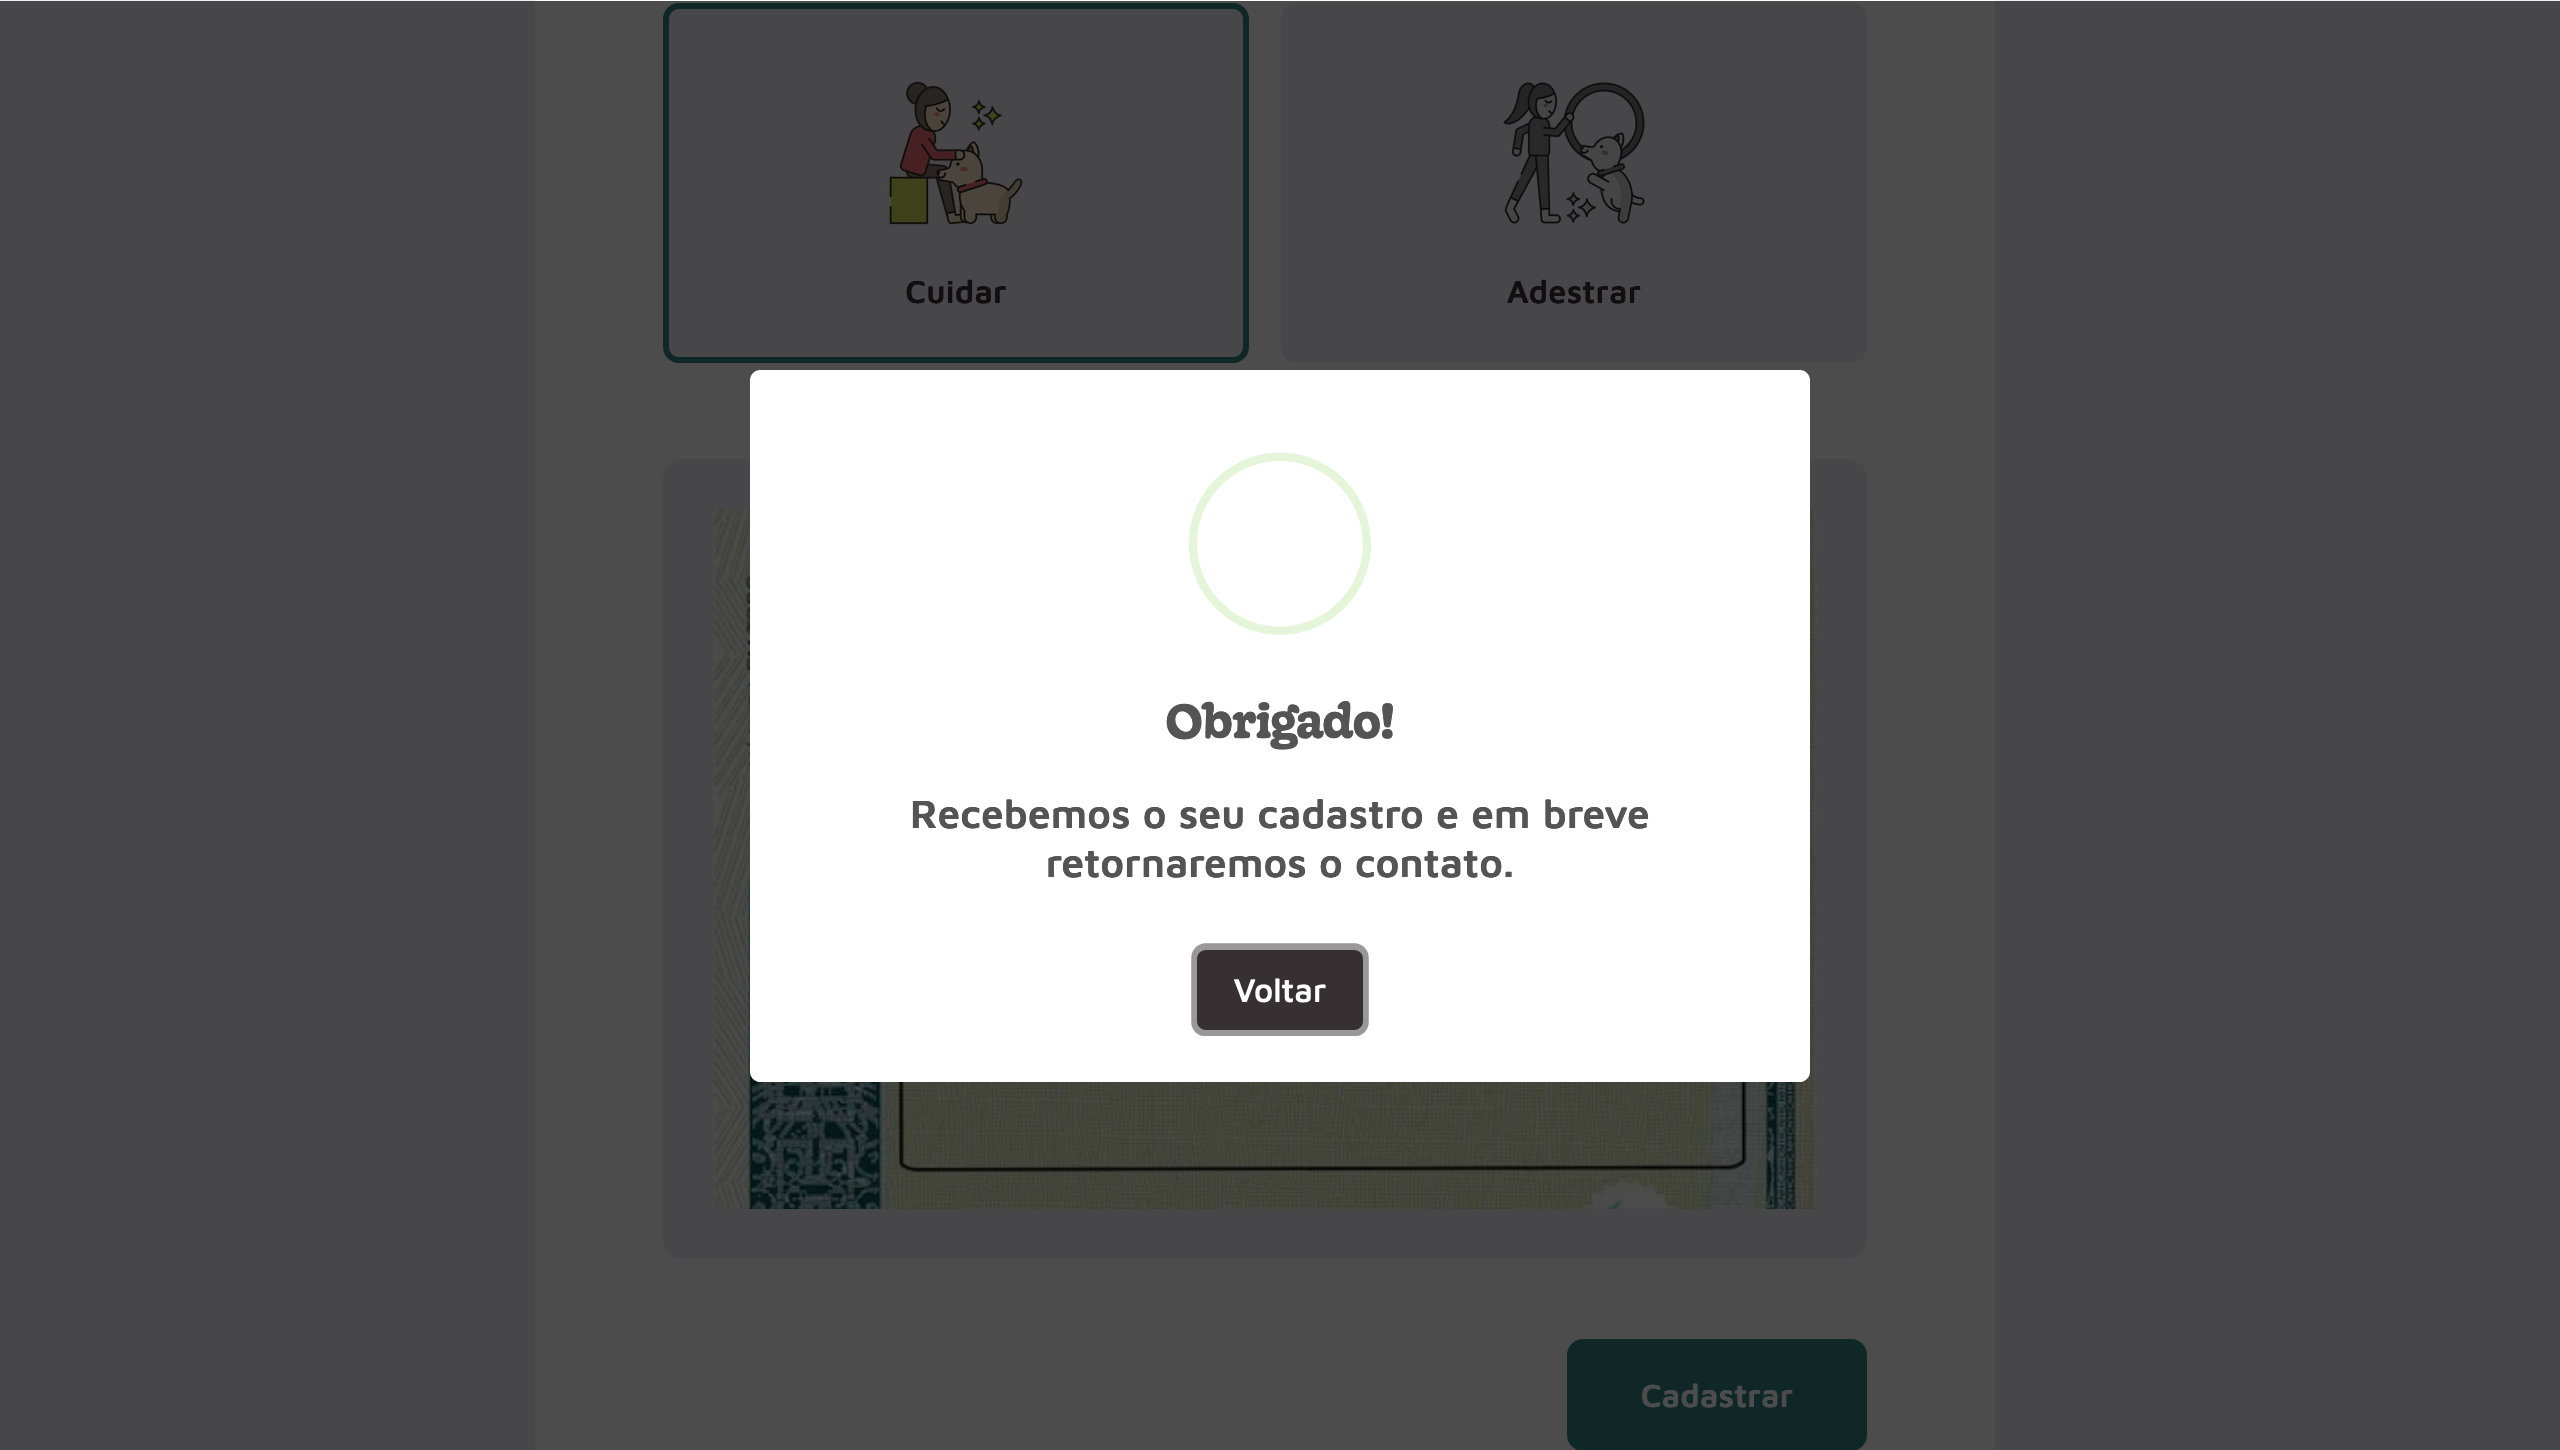 Cuidar
Adestrar
Obrigado!
Recebemos o seu cadastro e em breve
retornaremos o contato.
Voltar
Cadastrar